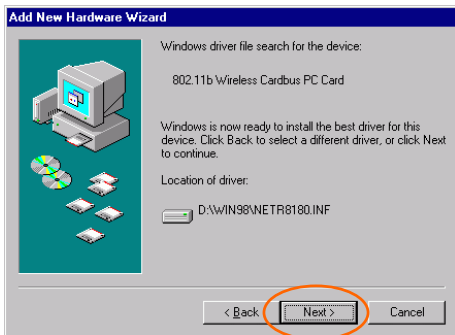 Add New Hardware Wizard
Windows driver file search for the device:
802.11b Wireless Cardbus PC Card
Windows is now ready to install the best driver for this
device. Click Back to select a different driver, or click Next
to continue.
Location of driver:
D:\WIN98\NETR8180.INF
< Back
Next >
Cancel